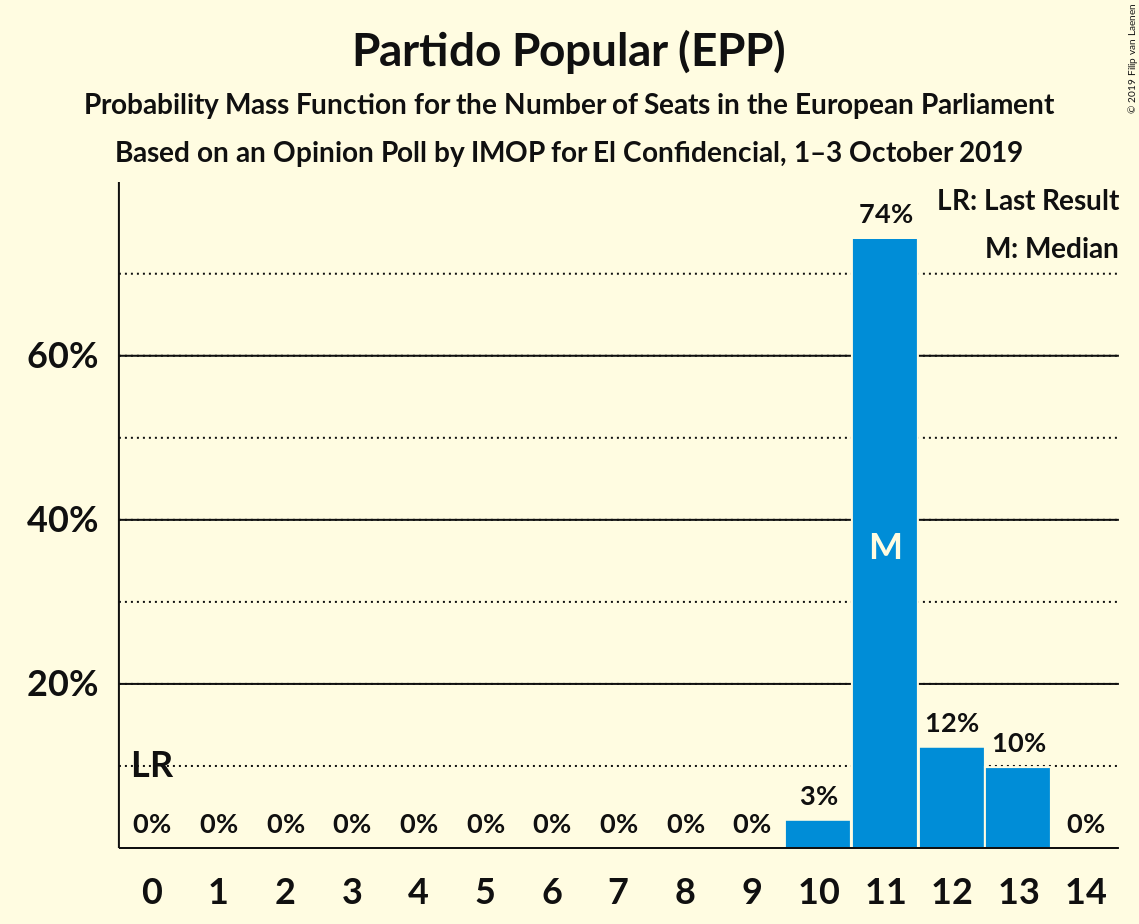 Partido Popular (EPP)
Probability Mass Function for the Number of Seats in the European Parliament
Based on an Opinion Poll by IMOP for El Confidencial, 1–3 October 2019
© 2019 Filip van Laenen
LR: Last Result
M: Median
74%
60%
40%
M
20%
12%
10%
LR
3%
0% 0% 0% 0% 0% 0% 0% 0% 0% 0% 0%
0 1 2 3 4 5 6 7 8 9 10 11 12 13 14